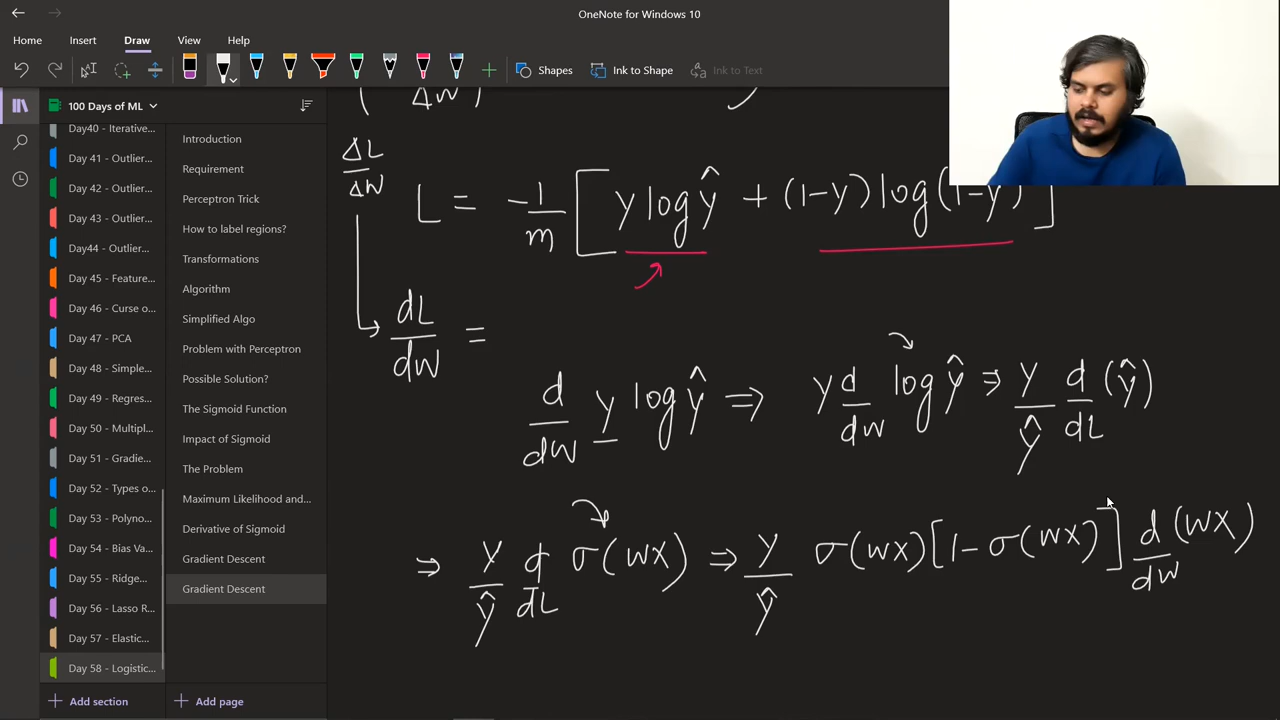 OneNote for Windows 10
Home Insert Draw View Help
Shapes Ink to Shape Ink to Text
100 Days of ML
Day40 - Iterative...
Day 41 - Outlier...
Day 42 - Outlier...
Day 43 - Outlier...
Day44 - Outlier...
Day 45 - Feature...
Day 46 - Curse o...
Day 47 - PCA
Day 48 - Simple...
Day 49 - Regres...
Day 50 - Multipl...
Day 51 - Gradie...
Day 52 - Types o...
Day 53 - Polyno...
Day 54 - Bias Va...
Day 55 - Ridge...
Day 56 - Lasso R...
Day 57 - Elastic...
Day 58 - Logistic...
Add section
Introduction
Requirement
Perceptron Trick
How to label regions?
Transformations
Algorithm
Simplified Algo
Problem with Perceptron
Possible Solution?
The Sigmoid Function
Impact of Sigmoid
The Problem
Maximum Likelihood and...
Derivative of Sigmoid
Gradient Descent
Gradient Descent
Add page
( ΔW )
ΔL/ΔW
L = -1/m [ y log ŷ + (1-y) log (1-ŷ) ]
dL/dW =
d/dW y log ŷ ⇒ y d/dW log ŷ ⇒ y/ŷ d/dL (ŷ)
⇒ y/ŷ d/dL σ(wx) ⇒ y/ŷ σ(wx)[1-σ(wx)] d/dW (wx)